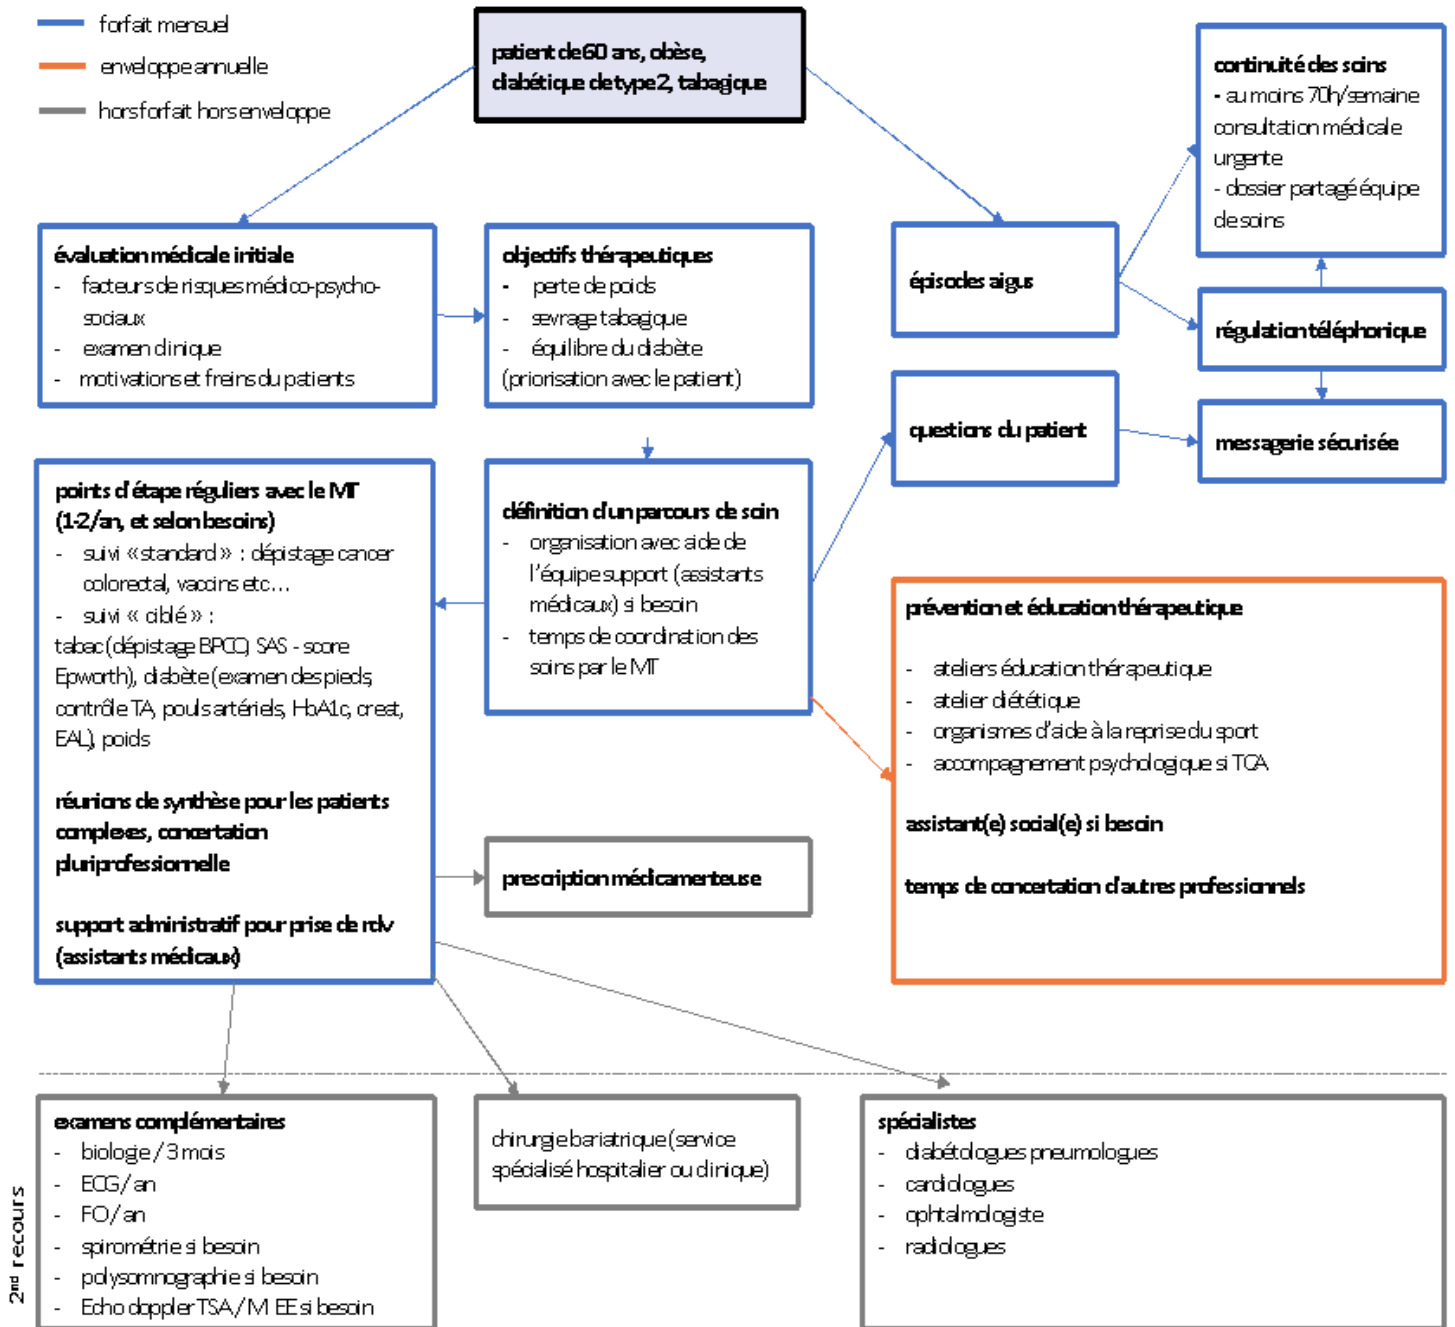 forfait mensuel
enveloppe annuelle
hors forfait hors enveloppe
patient de 60 ans, obèse,
diabétique de type 2, tabagique
continuité des soins
- au moins 70h/semaine
consultation médicale
urgente
- dossier partagé équipe
de soins
évaluation médicale initiale
- facteurs de risques médico-psycho-
sociaux
- examen clinique
- motivations et freins du patients
objectifs thérapeutiques
- perte de poids
- sevrage tabagique
- équilibre du diabète
(priorisation avec le patient)
épisodes aigus
régulation téléphonique
questions du patient
messagerie sécurisée
points d'étape réguliers avec le MT
(1-2/an, et selon besoins)
- suivi « standard » : dépistage cancer
colorectal, vaccins etc...
- suivi « ciblé » :
tabac (dépistage BPCO) SAS - score
Epworth), diabète (examen des pieds,
contrôle TA, pouls artériels, HbA1c, creat,
EAL), poids
réunions de synthèse pour les patients
complexes, concertation
pluriprofessionnelle
support administratif pour prise de rdv
(assistants médicaux)
définition d'un parcours de soin
- organisation avec aide de
l'équipe support (assistants
médicaux) si besoin
- temps de coordination des
soins par le MT
prévention et éducation thérapeutique
- ateliers éducation thérapeutique
- atelier diététique
- organismes d'aide à la reprise du sport
- accompagnement psychologique si TCA
assistant(e) social(e) si besoin
temps de concertation d'autres professionnels
prescription médicamenteuse
2nd recours
examens complémentaires
- biologie / 3 mois
- ECG / an
- FO / an
- spirométrie si besoin
- polysomnographie si besoin
- Echo doppler TSA / MI EE si besoin
chirurgie bariatrique (service
spécialisé hospitalier ou clinique)
spécialistes
- diabétologues pneumologues
- cardiologues
- ophtalmologiste
- radiologues